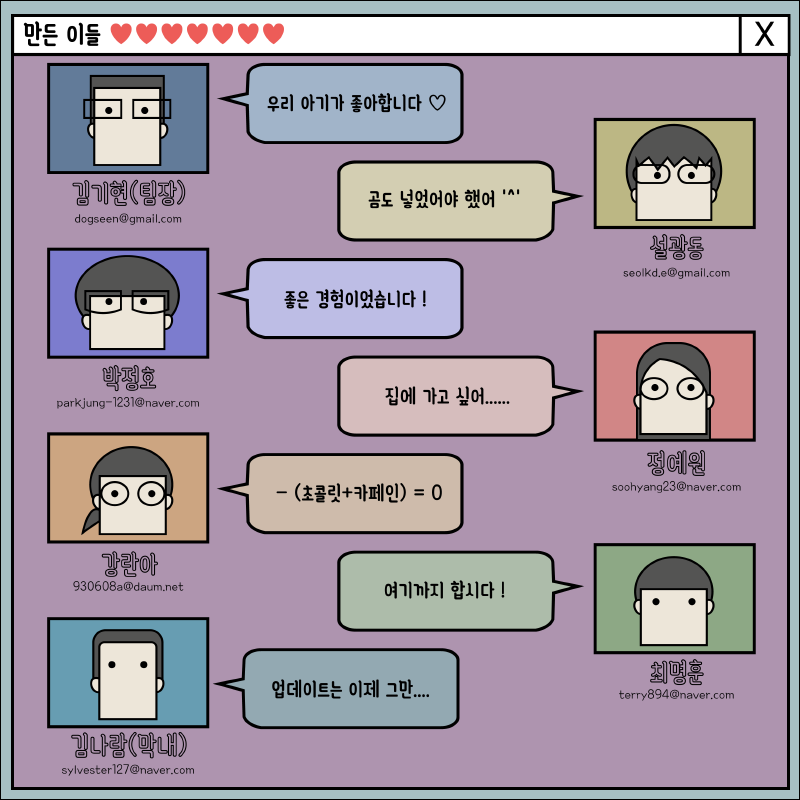 만든 이들 ♥♥♥♥♥♥♥
X
우리 아기가 좋아합니다 ♡
김기현(팀장)
dogseen@gmail.com
곰도 넣었어야 했어 '^'
설광동
seolkd.e@gmail.com
좋은 경험이었습니다 !
박정호
parkjung-1231@naver.com
집에 가고 싶어......
정예원
soohyang23@naver.com
- (초콜릿+카페인) = 0
강란아
930608a@daum.net
여기까지 합시다 !
최명훈
terry894@naver.com
업데이트는 이제 그만....
김나람(막내)
sylvester127@naver.com